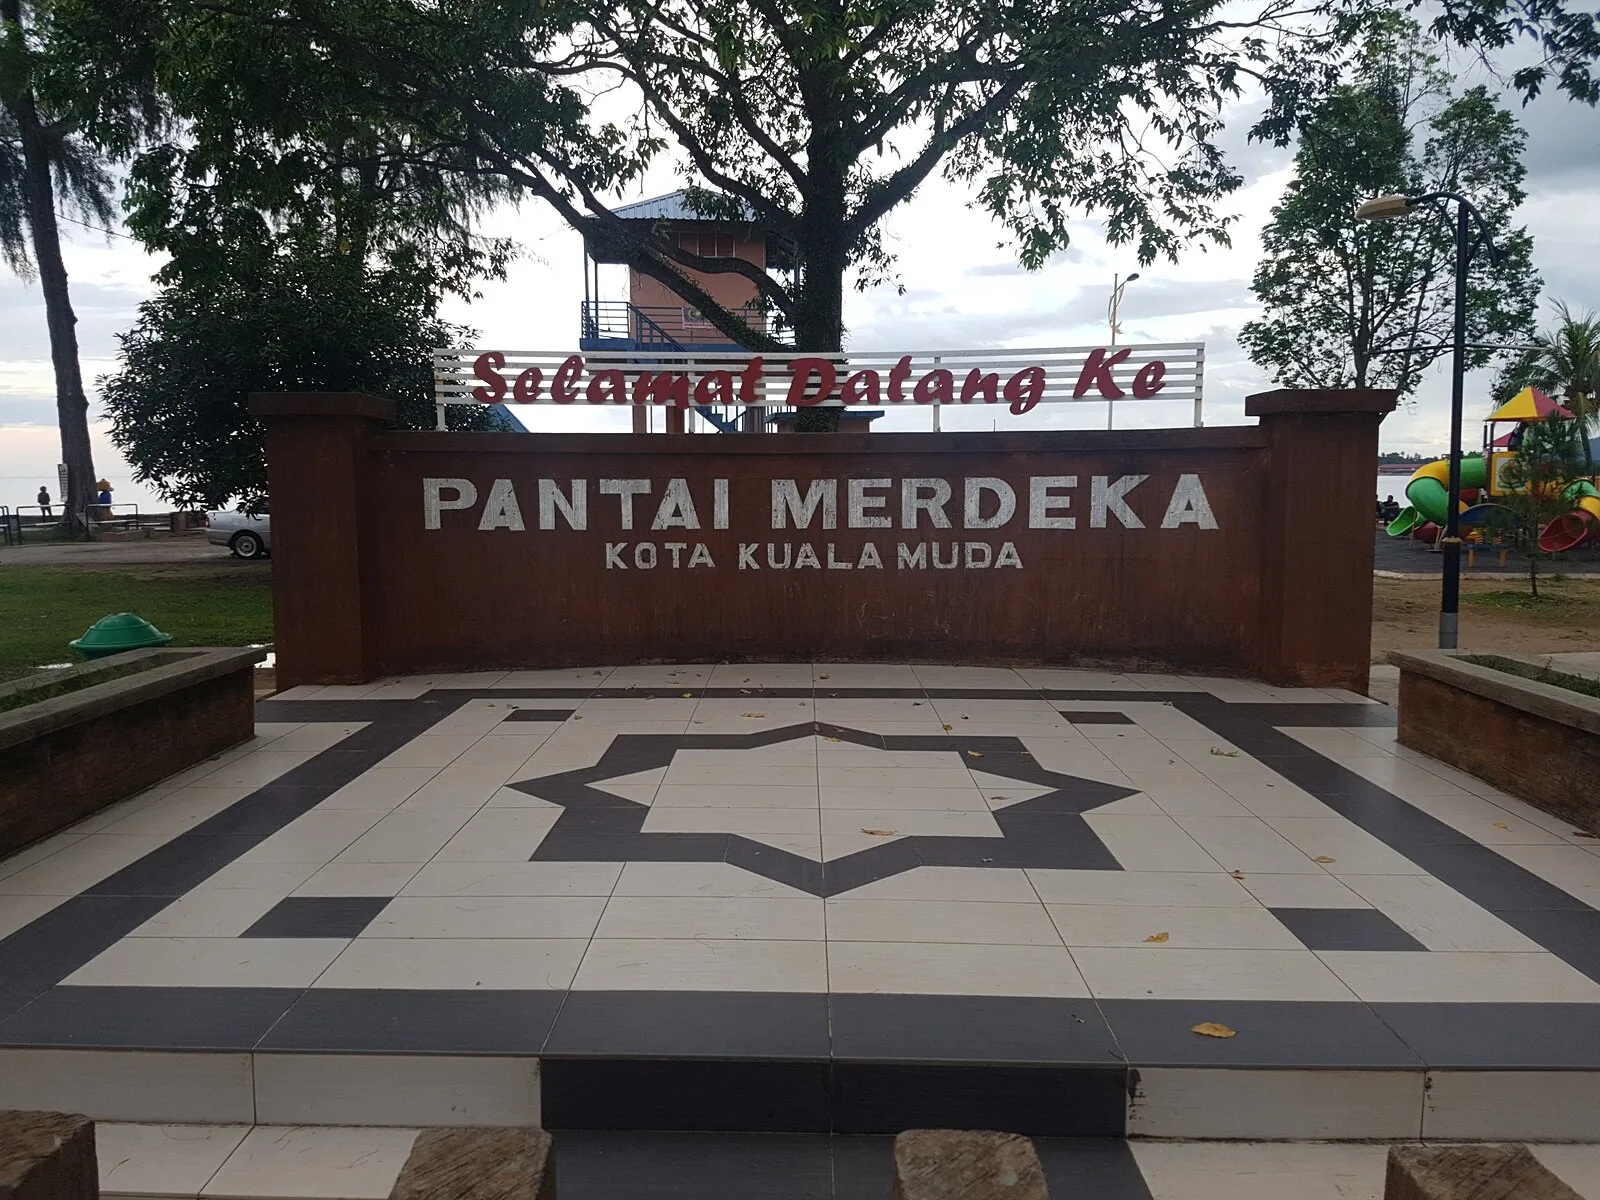 Selamat Datang Ke
PANTAI MERDEKA
KOTA KUALA MUDA